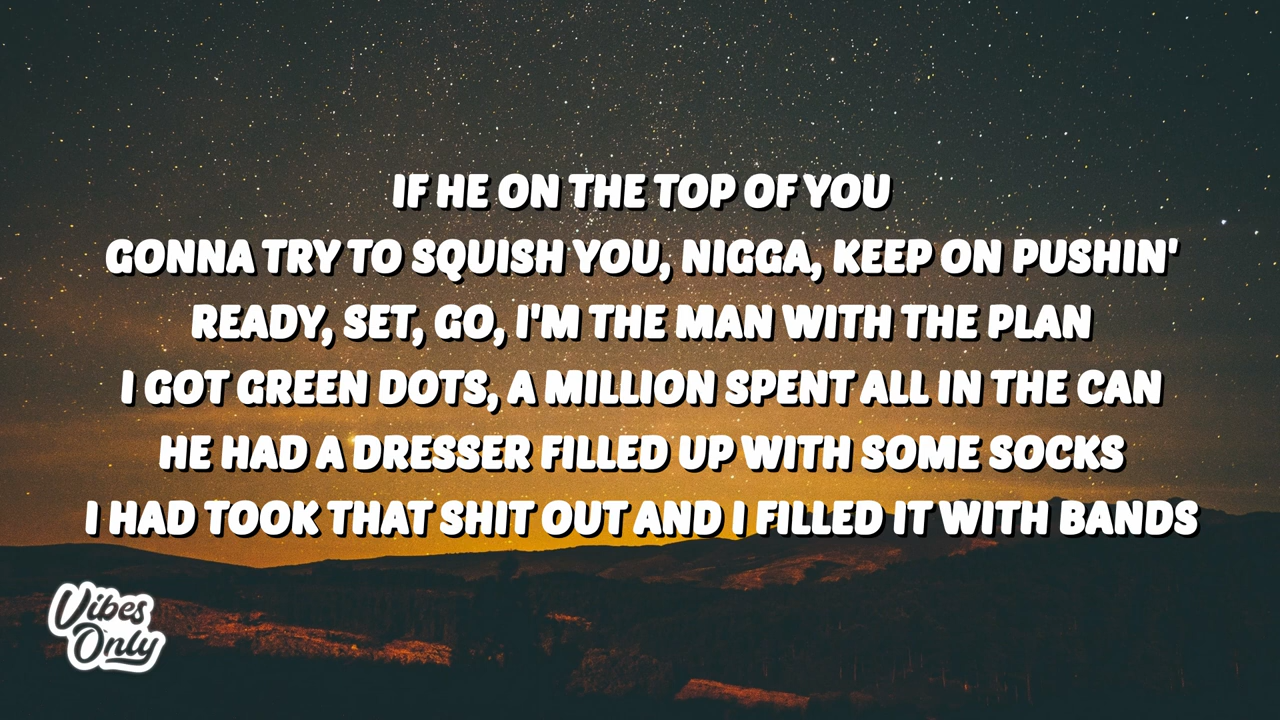 IF HE ON THE TOP OF YOU
GONNA TRY TO SQUISH YOU, NIGGA, KEEP ON PUSHIN'
READY, SET, GO, I'M THE MAN WITH THE PLAN
I GOT GREEN DOTS, A MILLION SPENT ALL IN THE CAN
HE HAD A DRESSER FILLED UP WITH SOME SOCKS
I HAD TOOK THAT SHIT OUT AND I FILLED IT WITH BANDS
Vibes
Only